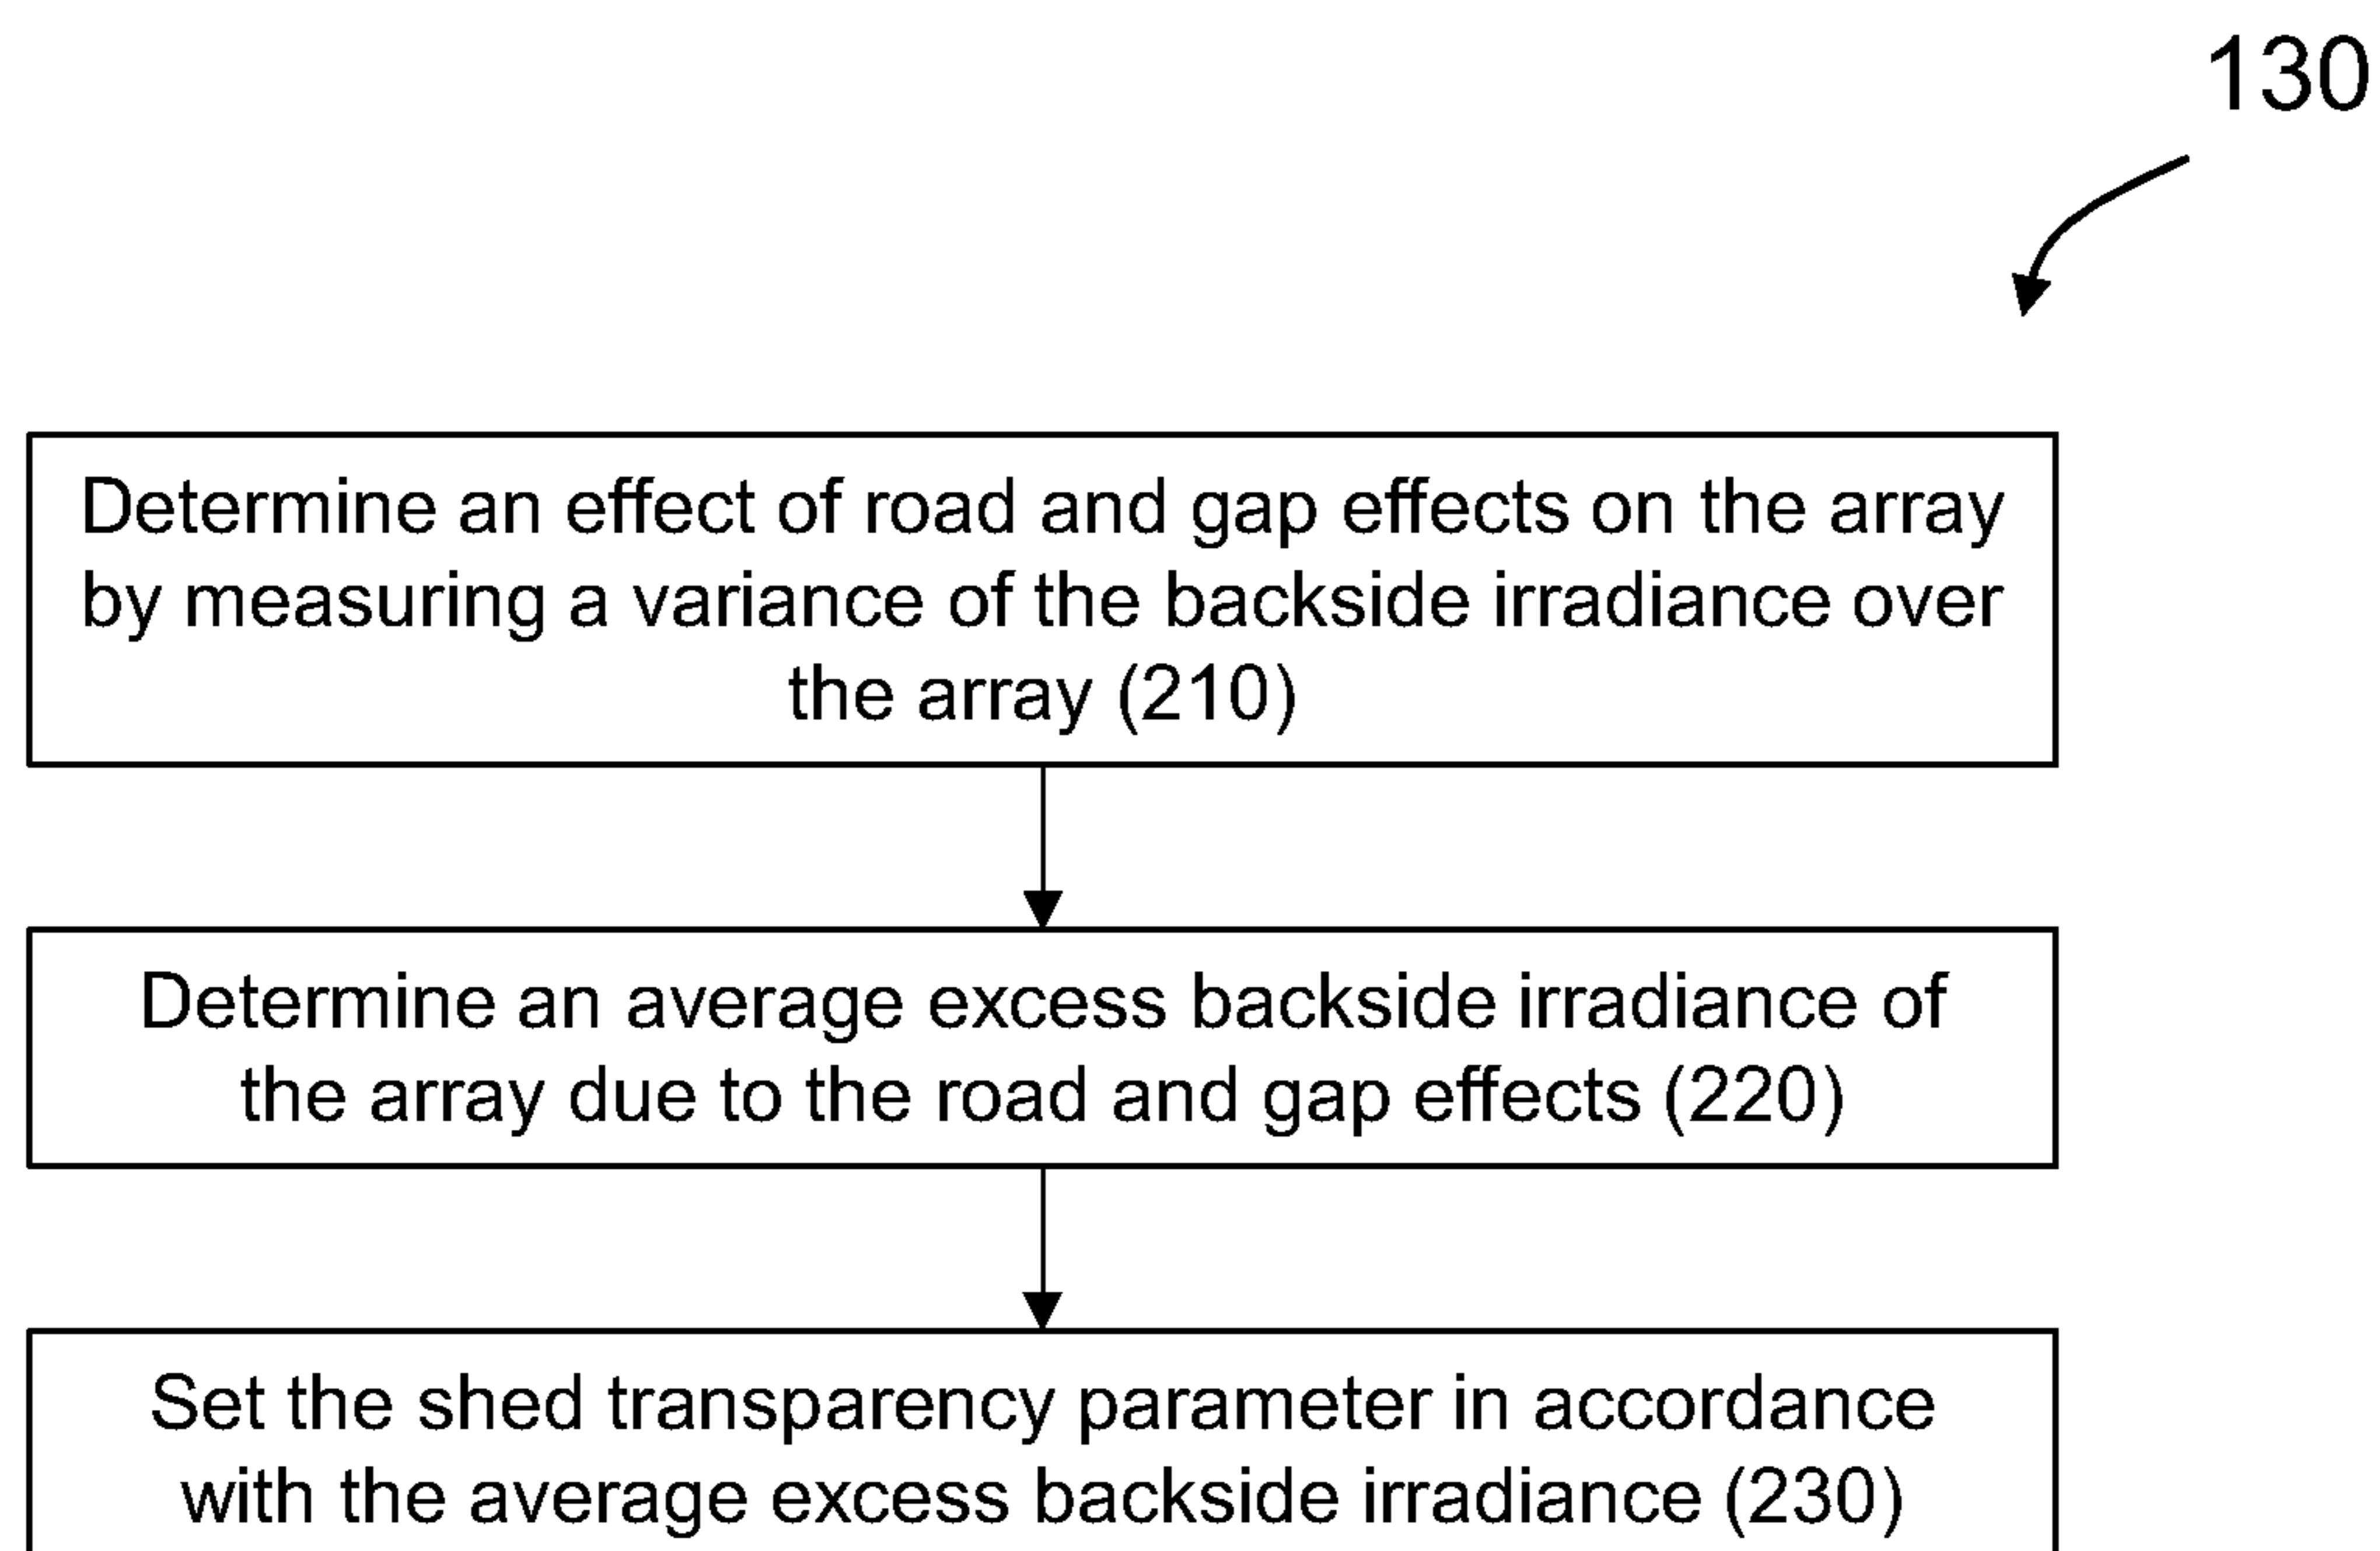 130
Determine an effect of road and gap effects on the array
by measuring a variance of the backside irradiance over
the array (210)
Determine an average excess backside irradiance of
the array due to the road and gap effects (220)
Set the shed transparency parameter in accordance
with the average excess backside irradiance (230)